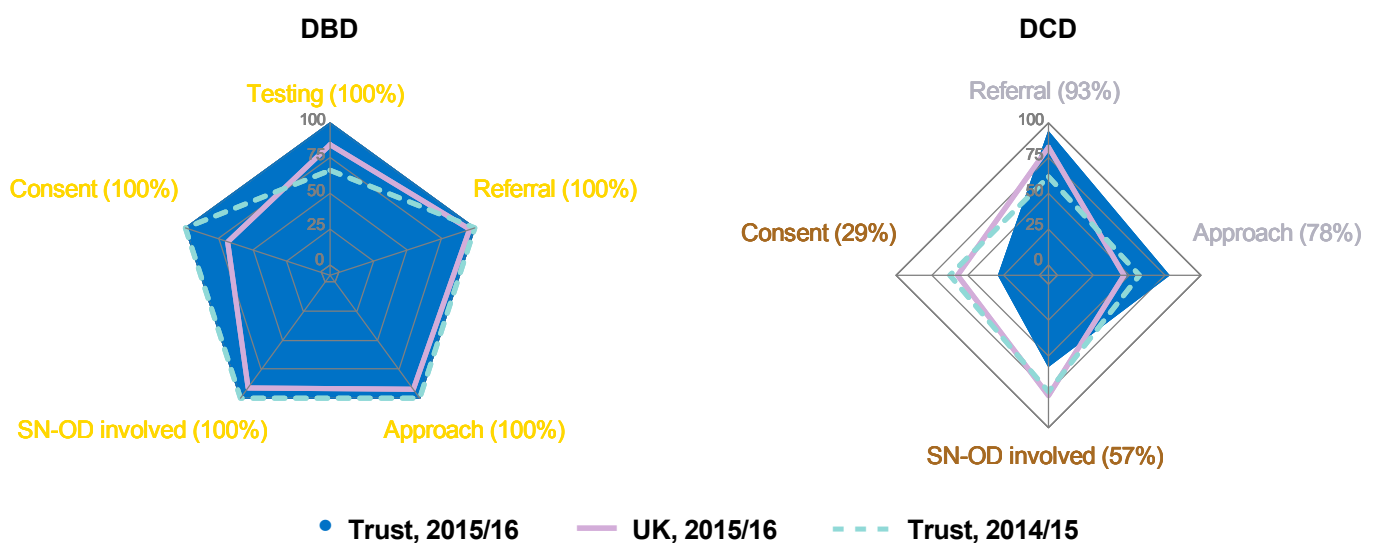 DBD
Testing (100%)
100
75
50
25
0
Consent (100%)
Referral (100%)
SN-OD involved (100%)
Approach (100%)
DCD
Referral (93%)
100
75
50
25
0
Consent (29%)
Approach (78%)
SN-OD involved (57%)
Trust, 2015/16
UK, 2015/16
Trust, 2014/15